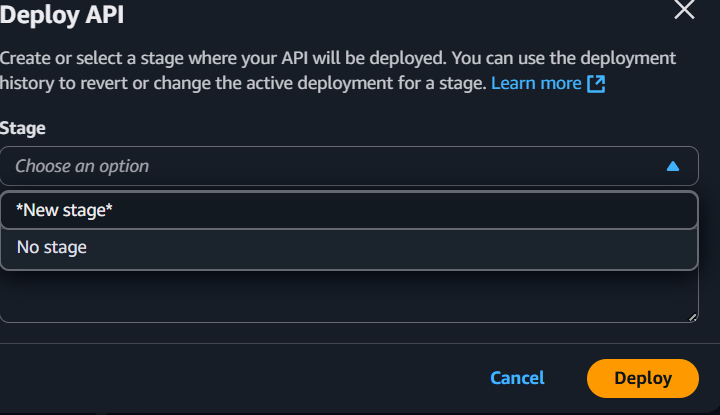 Deploy API
Create or select a stage where your API will be deployed. You can use the deployment
history to revert or change the active deployment for a stage. Learn more
Stage
Choose an option
*New stage*
No stage
Cancel
Deploy